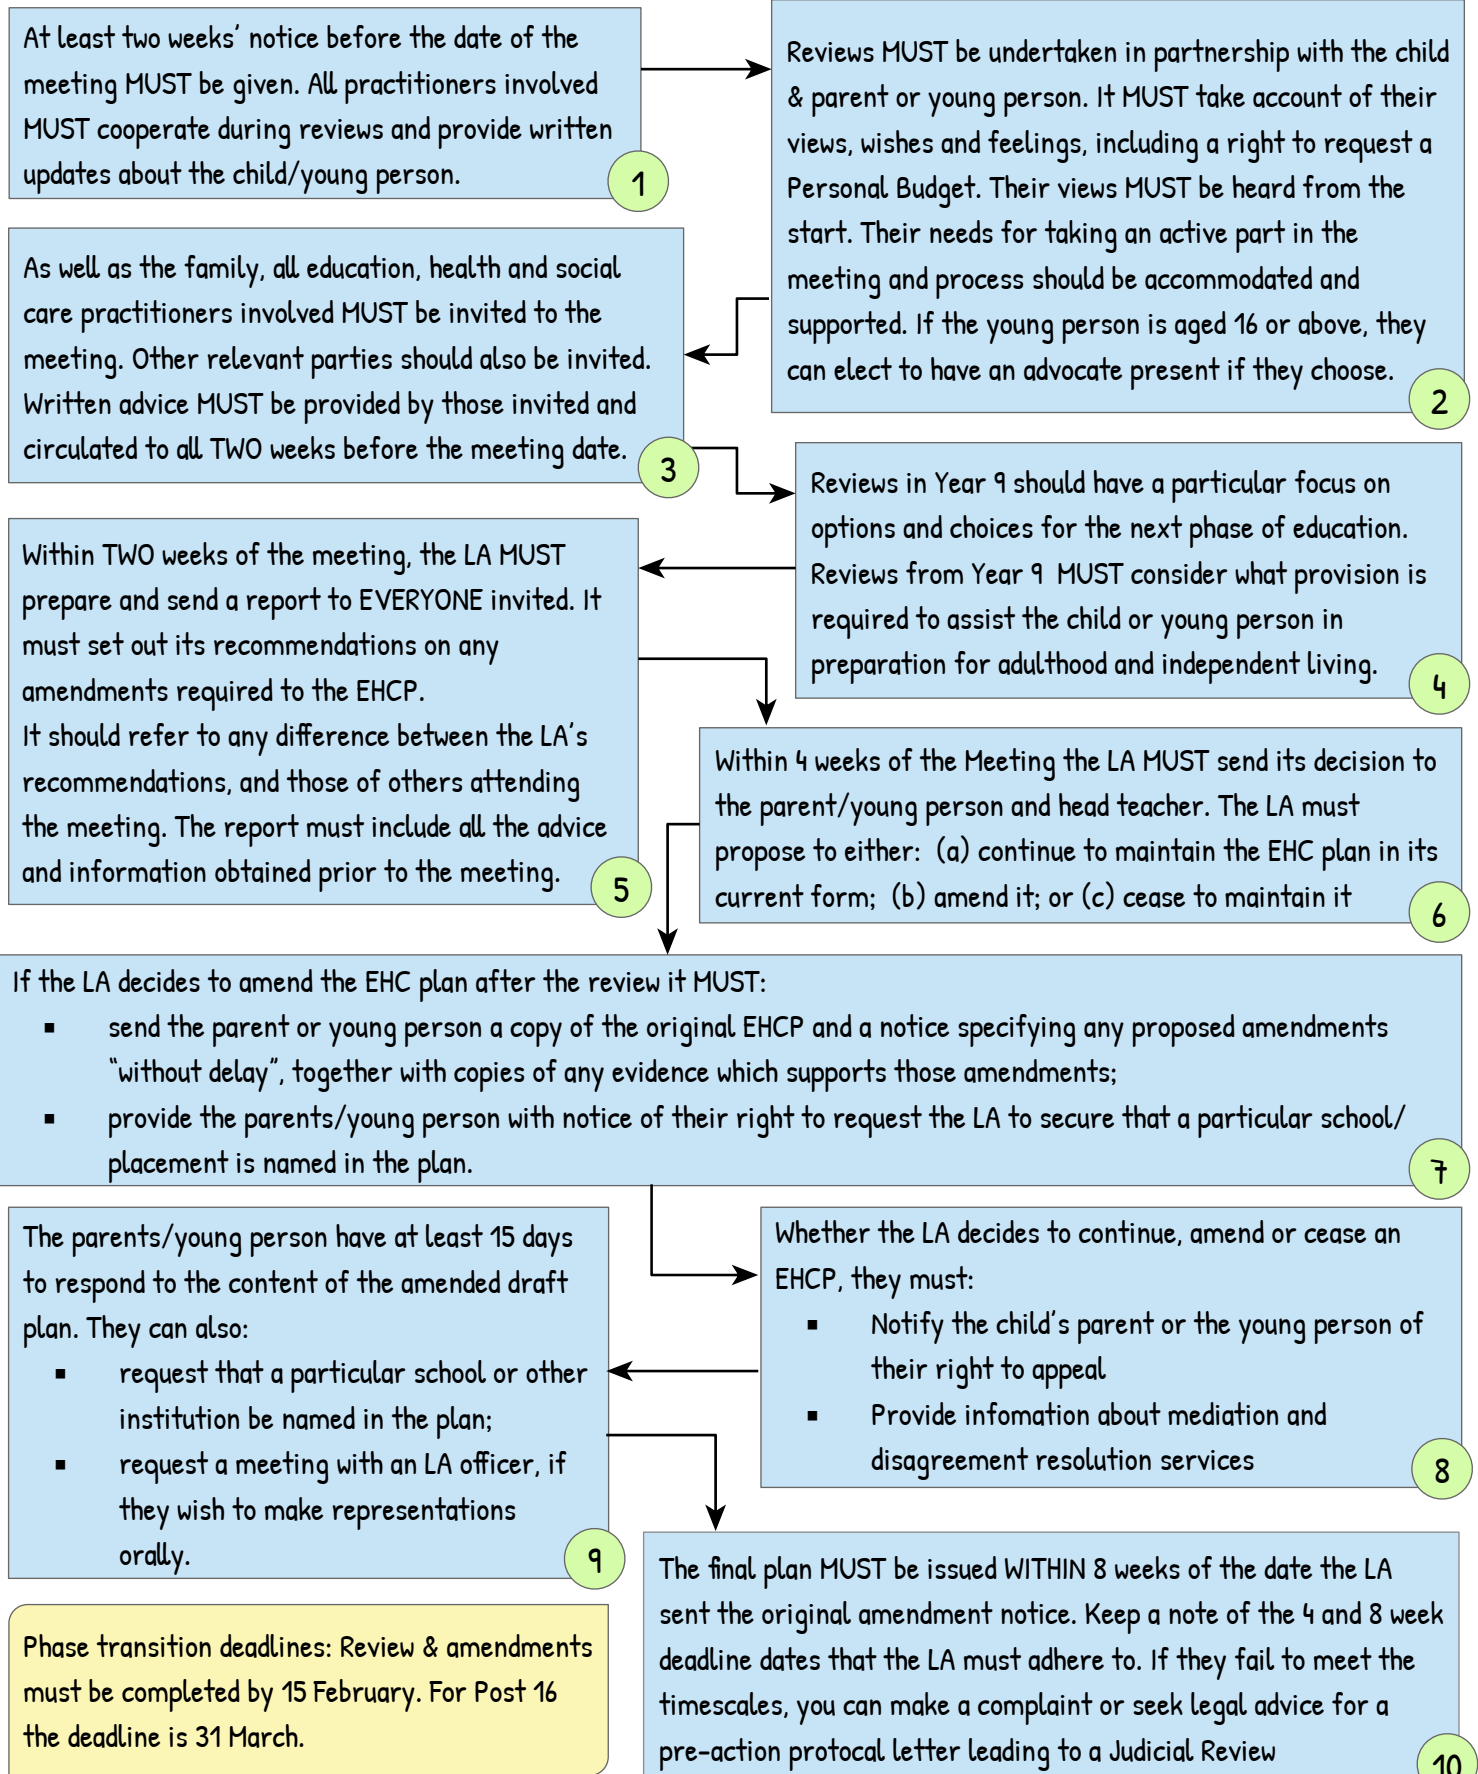 At least two weeks' notice before the date of the
meeting MUST be given. All practitioners involved
MUST cooperate during reviews and provide written
updates about the child/young person.
1
Reviews MUST be undertaken in partnership with the child
& parent or young person. It MUST take account of their
views, wishes and feelings, including a right to request a
Personal Budget. Their views MUST be heard from the
start. Their needs for taking an active part in the
meeting and process should be accommodated and
supported. If the young person is aged 16 or above, they
can elect to have an advocate present if they choose.
2
As well as the family, all education, health and social
care practitioners involved MUST be invited to the
meeting. Other relevant parties should also be invited.
Written advice MUST be provided by those invited and
circulated to all TWO weeks before the meeting date.
3
Reviews in Year 9 should have a particular focus on
options and choices for the next phase of education.
Reviews from Year 9 MUST consider what provision is
required to assist the child or young person in
preparation for adulthood and independent living.
4
Within TWO weeks of the meeting, the LA MUST
prepare and send a report to EVERYONE invited. It
must set out its recommendations on any
amendments required to the EHCP.
It should refer to any difference between the LA's
recommendations, and those of others attending
the meeting. The report must include all the advice
and information obtained prior to the meeting.
5
Within 4 weeks of the Meeting the LA MUST send its decision to
the parent/young person and head teacher. The LA must
propose to either: (a) continue to maintain the EHC plan in its
current form; (b) amend it; or (c) cease to maintain it
6
If the LA decides to amend the EHC plan after the review it MUST:
▪ send the parent or young person a copy of the original EHCP and a notice specifying any proposed amendments
“without delay”, together with copies of any evidence which supports those amendments;
▪ provide the parents/young person with notice of their right to request the LA to secure that a particular school/
placement is named in the plan.
7
Whether the LA decides to continue, amend or cease an
EHCP, they must:
▪ Notify the child's parent or the young person of
their right to appeal
▪ Provide infomation about mediation and
disagreement resolution services
8
The parents/young person have at least 15 days
to respond to the content of the amended draft
plan. They can also:
▪ request that a particular school or other
institution be named in the plan;
▪ request a meeting with an LA officer, if
they wish to make representations
orally.
9
The final plan MUST be issued WITHIN 8 weeks of the date the LA
sent the original amendment notice. Keep a note of the 4 and 8 week
deadline dates that the LA must adhere to. If they fail to meet the
timescales, you can make a complaint or seek legal advice for a
pre-action protocal letter leading to a Judicial Review
10
Phase transition deadlines: Review & amendments
must be completed by 15 February. For Post 16
the deadline is 31 March.